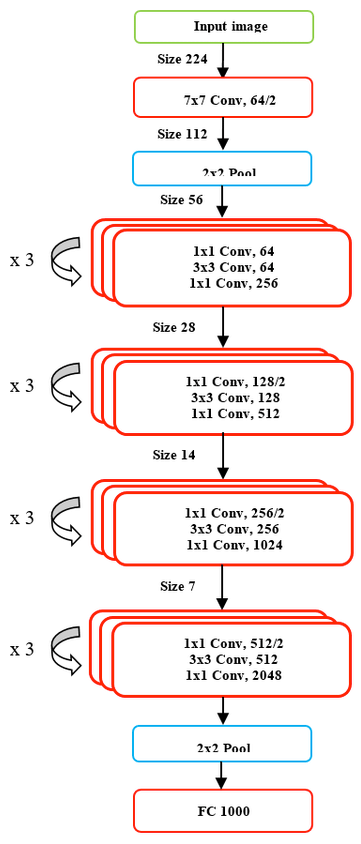 Input image
Size 224
7x7 Conv, 64/2
Size 112
2x2 Pool
Size 56
x 3
1x1 Conv, 64
3x3 Conv, 64
1x1 Conv, 256
Size 28
x 3
1x1 Conv, 128/2
3x3 Conv, 128
1x1 Conv, 512
Size 14
x 3
1x1 Conv, 256/2
3x3 Conv, 256
1x1 Conv, 1024
Size 7
x 3
1x1 Conv, 512/2
3x3 Conv, 512
1x1 Conv, 2048
2x2 Pool
FC 1000